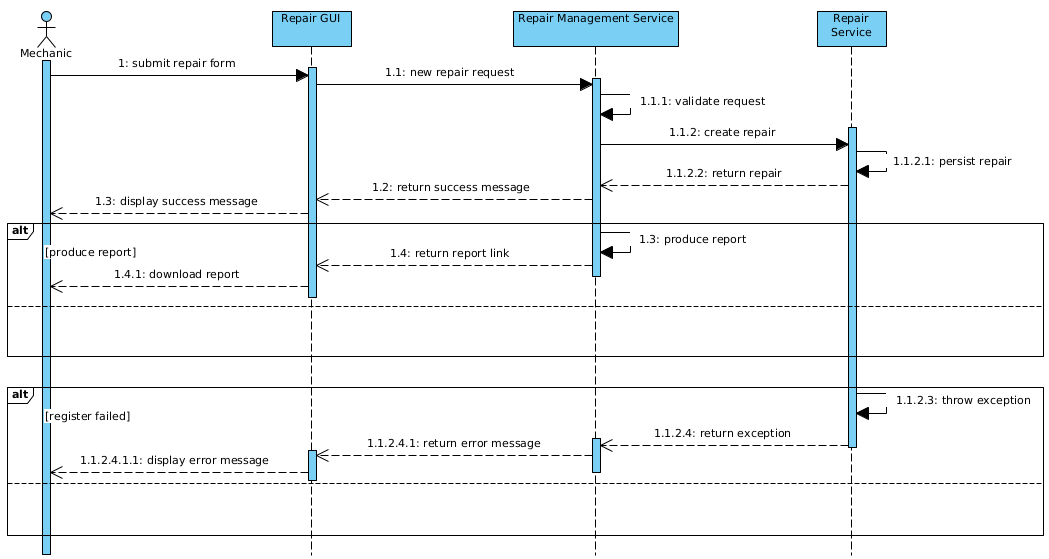 Repair GUI
Repair Management Service
Repair
Service
Mechanic
1: submit repair form
1.1: new repair request
1.1.1: validate request
1.1.2: create repair
1.1.2.1: persist repair
1.1.2.2: return repair
1.2: return success message
1.3: display success message
alt
[produce report]
1.3: produce report
1.4: return report link
1.4.1: download report
alt
[register failed]
1.1.2.3: throw exception
1.1.2.4: return exception
1.1.2.4.1: return error message
1.1.2.4.1.1: display error message